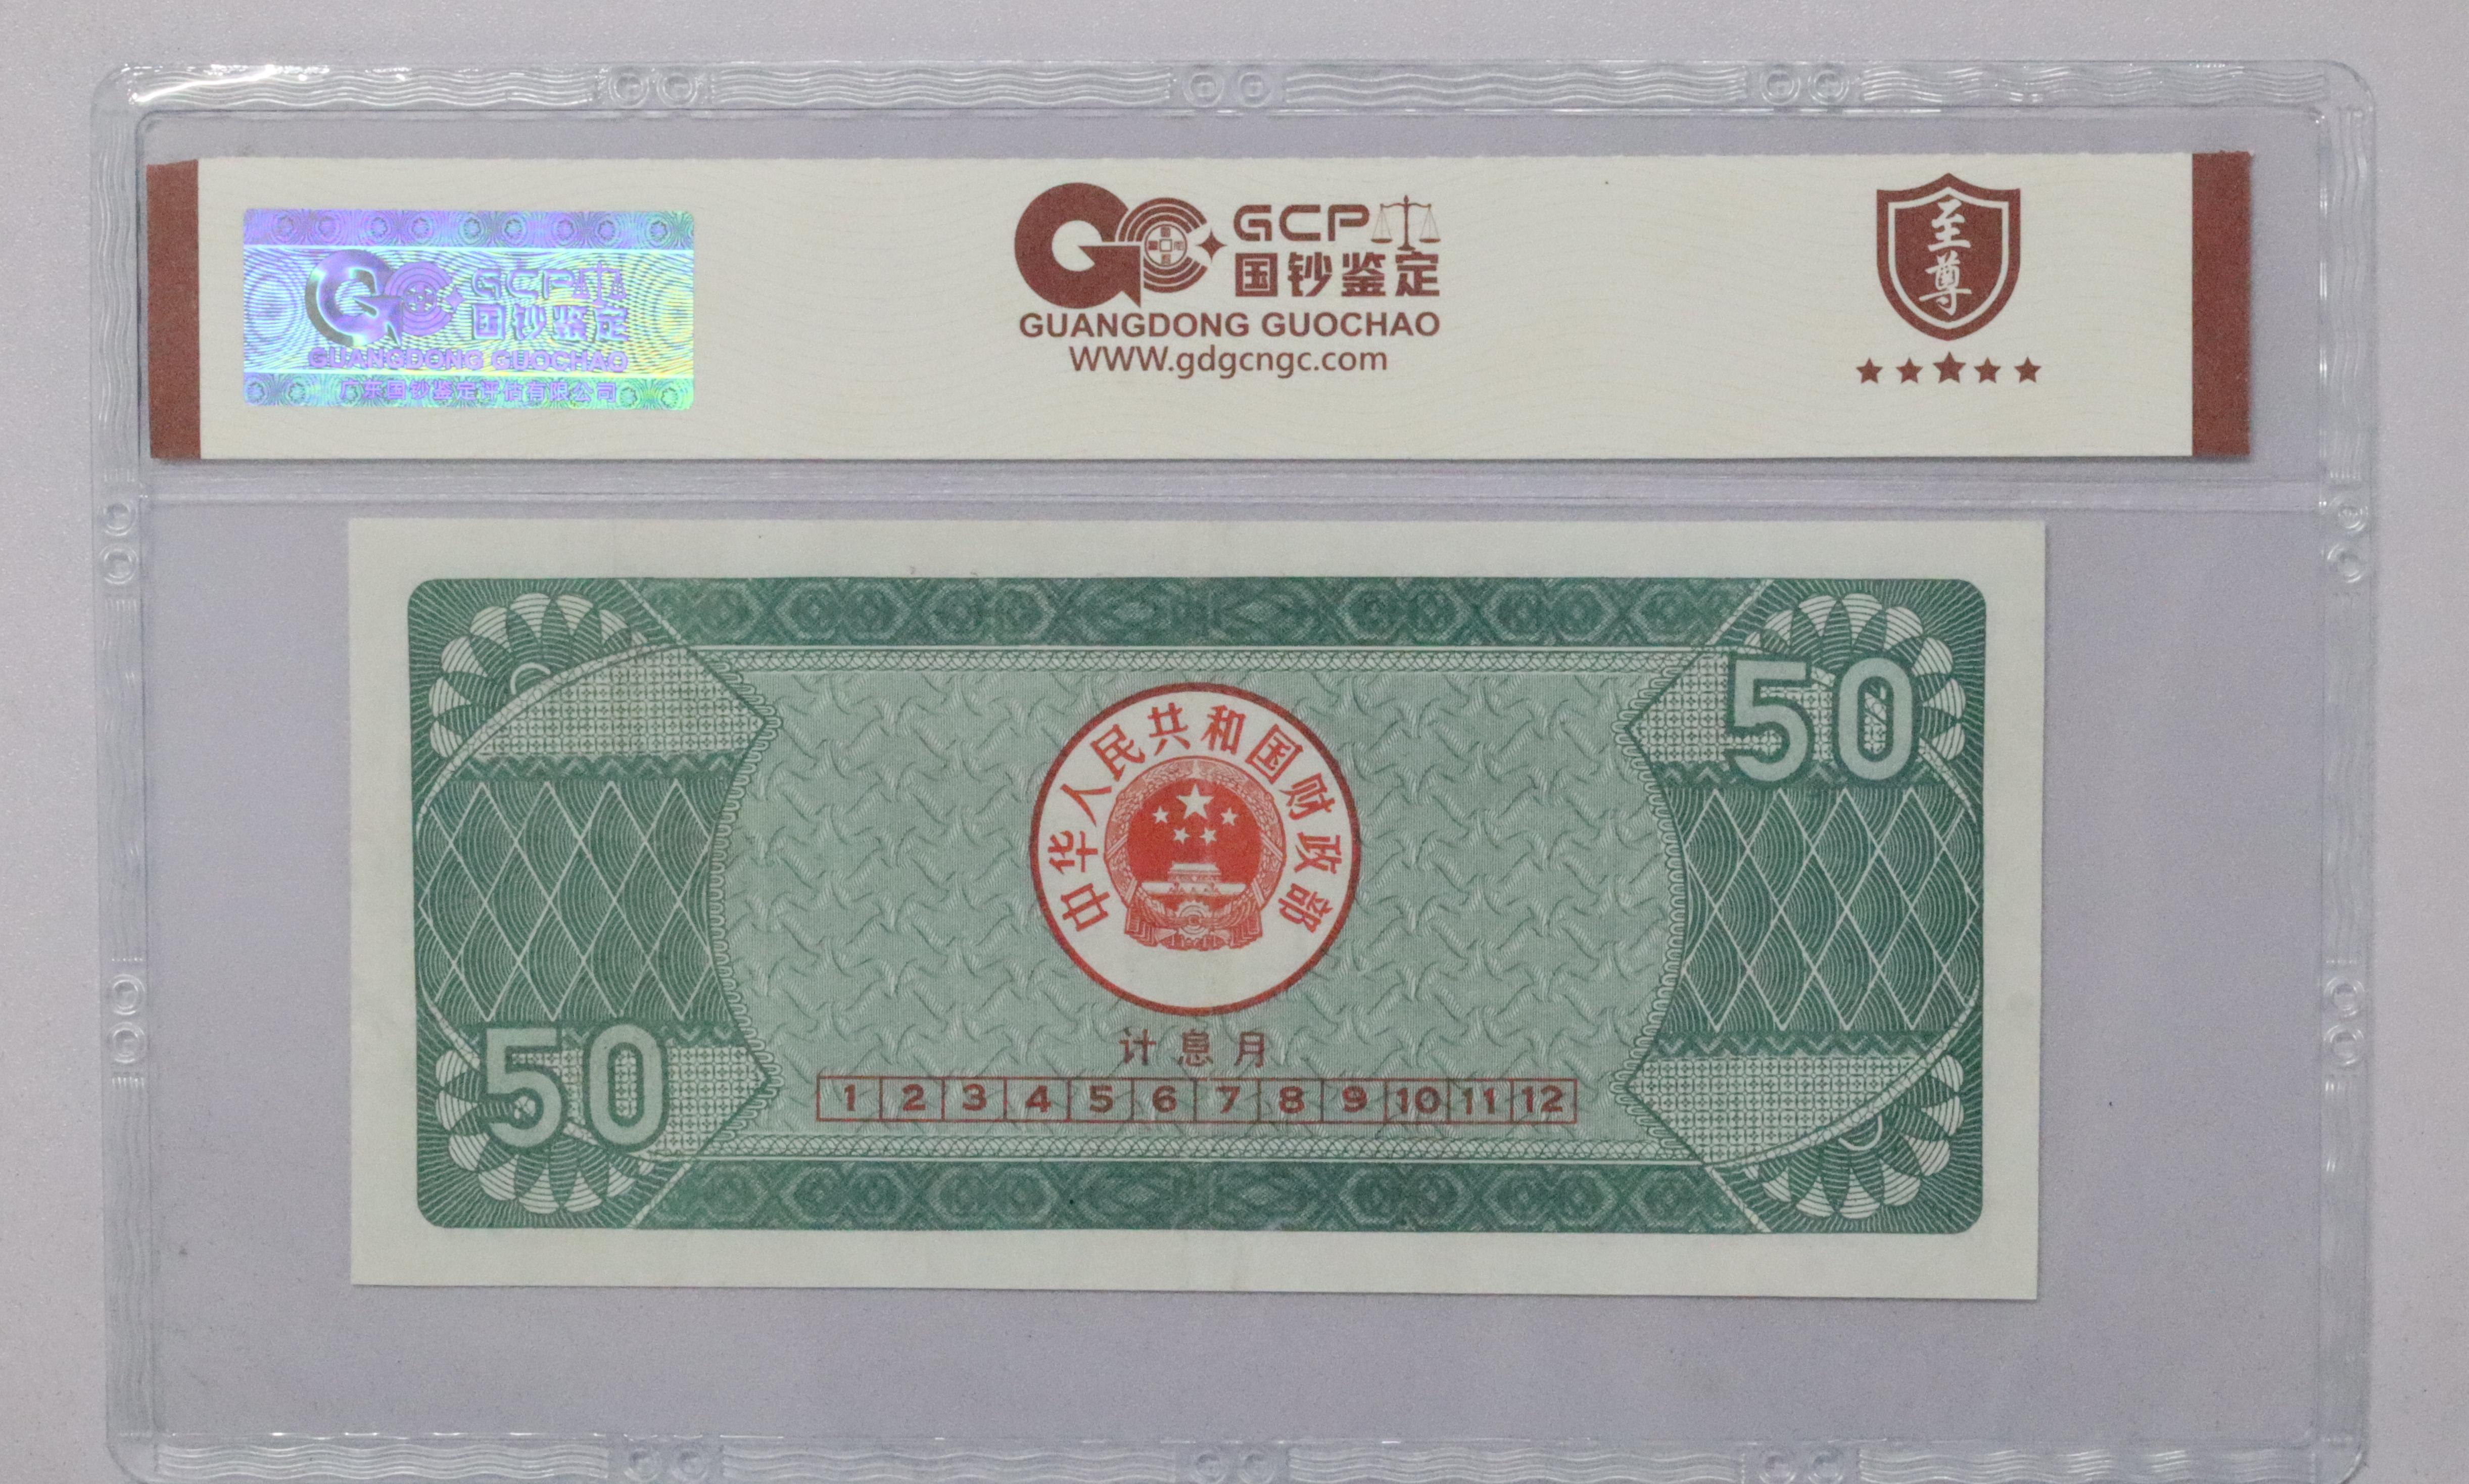 GCP
国钞鉴定
GUANGDONG GUOCHAO
WWW.gdgcngc.com
至尊
GCP
国钞鉴定
GUANGDONG GUOCHAO
广东国钞鉴定评估有限公司
50
中华人民共和国财政部
50
计息月
1 2 3 4 5 6 7 8 9 10 11 12